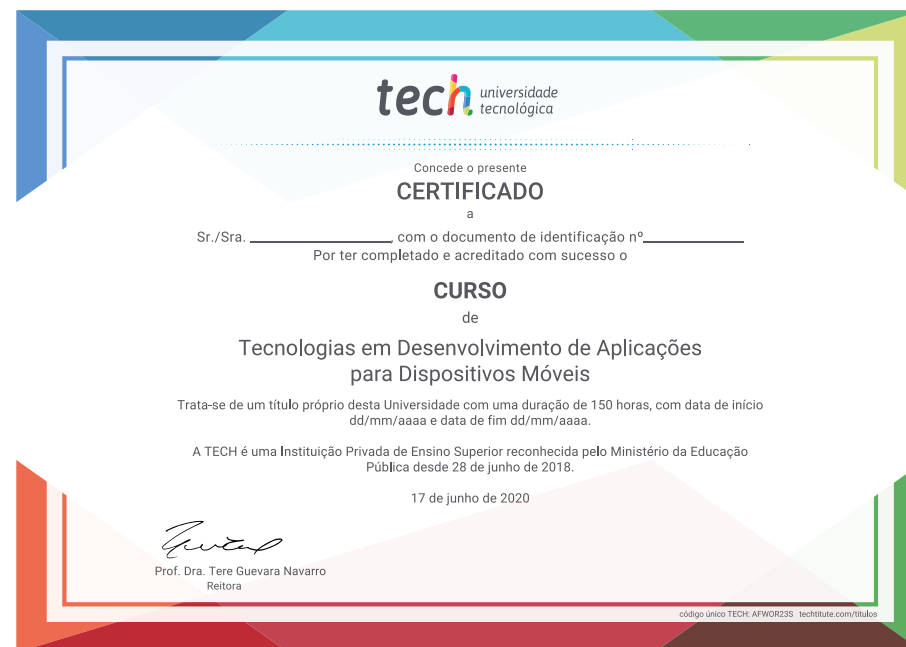 tech universidade
tecnológica
Concede o presente
CERTIFICADO
a
Sr./Sra. ____________, com o documento de identificação nº____________
Por ter completado e acreditado com sucesso o
CURSO
de
Tecnologias em Desenvolvimento de Aplicações
para Dispositivos Móveis
Trata-se de um título próprio desta Universidade com uma duração de 150 horas, com data de início
dd/mm/aaaa e data de fim dd/mm/aaaa.
A TECH é uma Instituição Privada de Ensino Superior reconhecida pelo Ministério da Educação
Pública desde 28 de junho de 2018.
17 de junho de 2020
Prof. Dra. Tere Guevara Navarro
Reitora
código único TECH: AFWOR23S techtitute.com/titulos